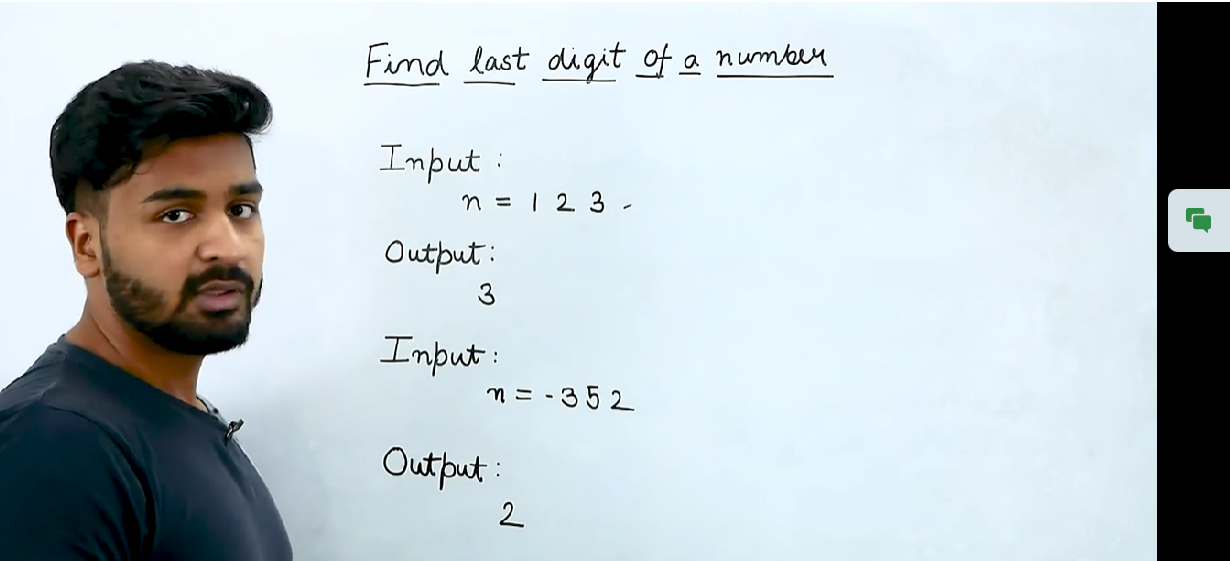 Find last digit of a number
Input :
n = 1 2 3 -
Output :
3
Input :
n = - 3 5 2
Output :
2